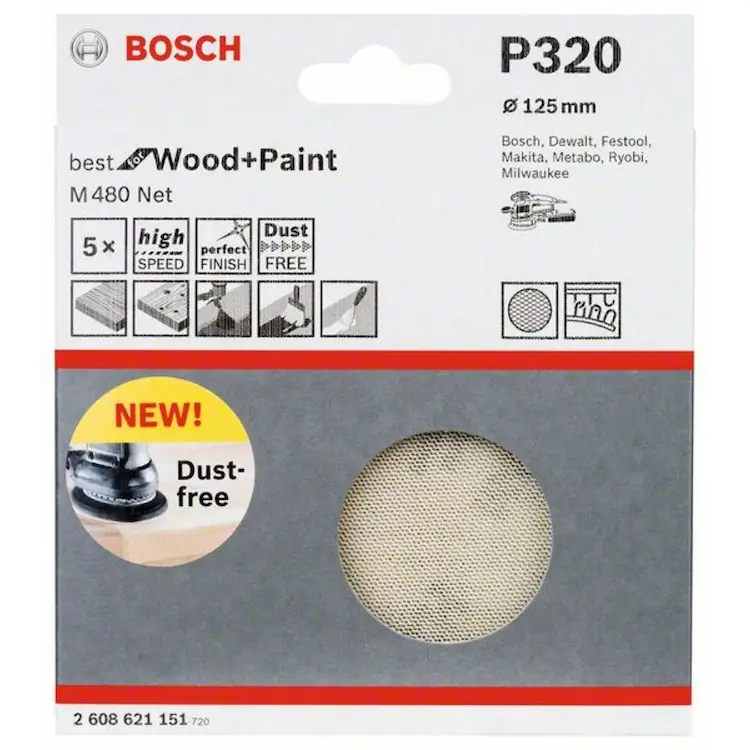 BOSCH
P320
Ø 125 mm
Bosch, Dewalt, Festool,
Makita, Metabo, Ryobi,
Milwaukee
best for Wood+Paint
M 480 Net
5×
high
SPEED
perfect
FINISH
Dust
FREE
NEW!
Dust-
free
2 608 621 151-720